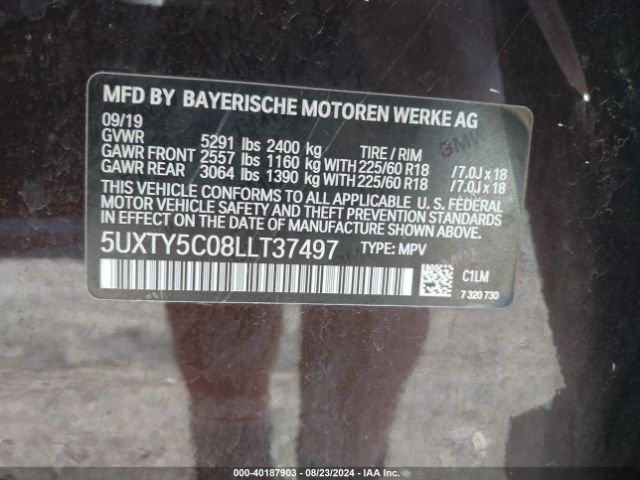 MFD BY BAYERISCHE MOTOREN WERKE AG
09/19
GVWR 5291 lbs 2400 kg TIRE / RIM
GAWR FRONT 2557 lbs 1160 kg WITH 225/60 R18 /7.0J x 18
GAWR REAR 3064 lbs 1390 kg WITH 225/60 R18 /7.0J x 18
THIS VEHICLE CONFORMS TO ALL APPLICABLE U. S. FEDERAL
MOTOR VEHICLE SAFETY, BUMPER, AND THEFT PREVENTION
STANDARDS IN EFFECT ON THE DATE OF MANUFACTURE SHOWN ABOVE.
5UXTY5C08LLT37497 TYPE: MPV
C1LM
7 320 730
000-40187903 / 08/23/2024 - IAA Inc.